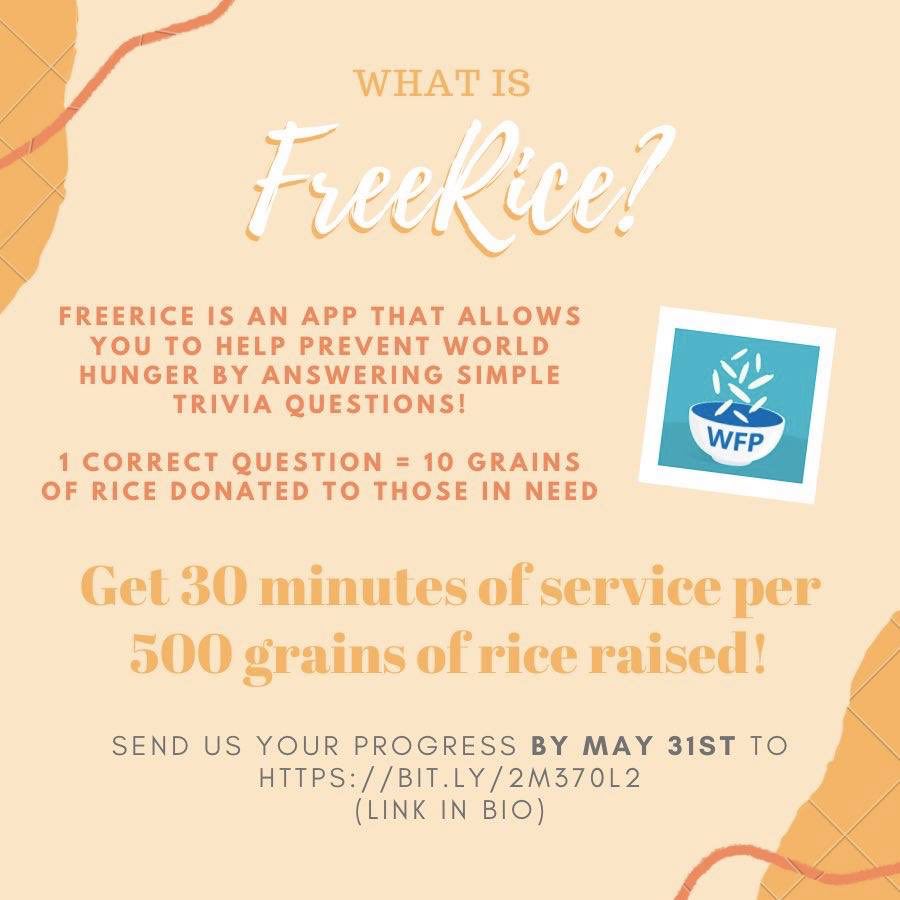 WHAT IS
FreeRice?
FREERICE IS AN APP THAT ALLOWS
YOU TO HELP PREVENT WORLD
HUNGER BY ANSWERING SIMPLE
TRIVIA QUESTIONS!
1 CORRECT QUESTION = 10 GRAINS
OF RICE DONATED TO THOSE IN NEED
WFP
Get 30 minutes of service per
500 grains of rice raised!
SEND US YOUR PROGRESS BY MAY 31ST TO
HTTPS://BIT.LY/2M370L2
(LINK IN BIO)